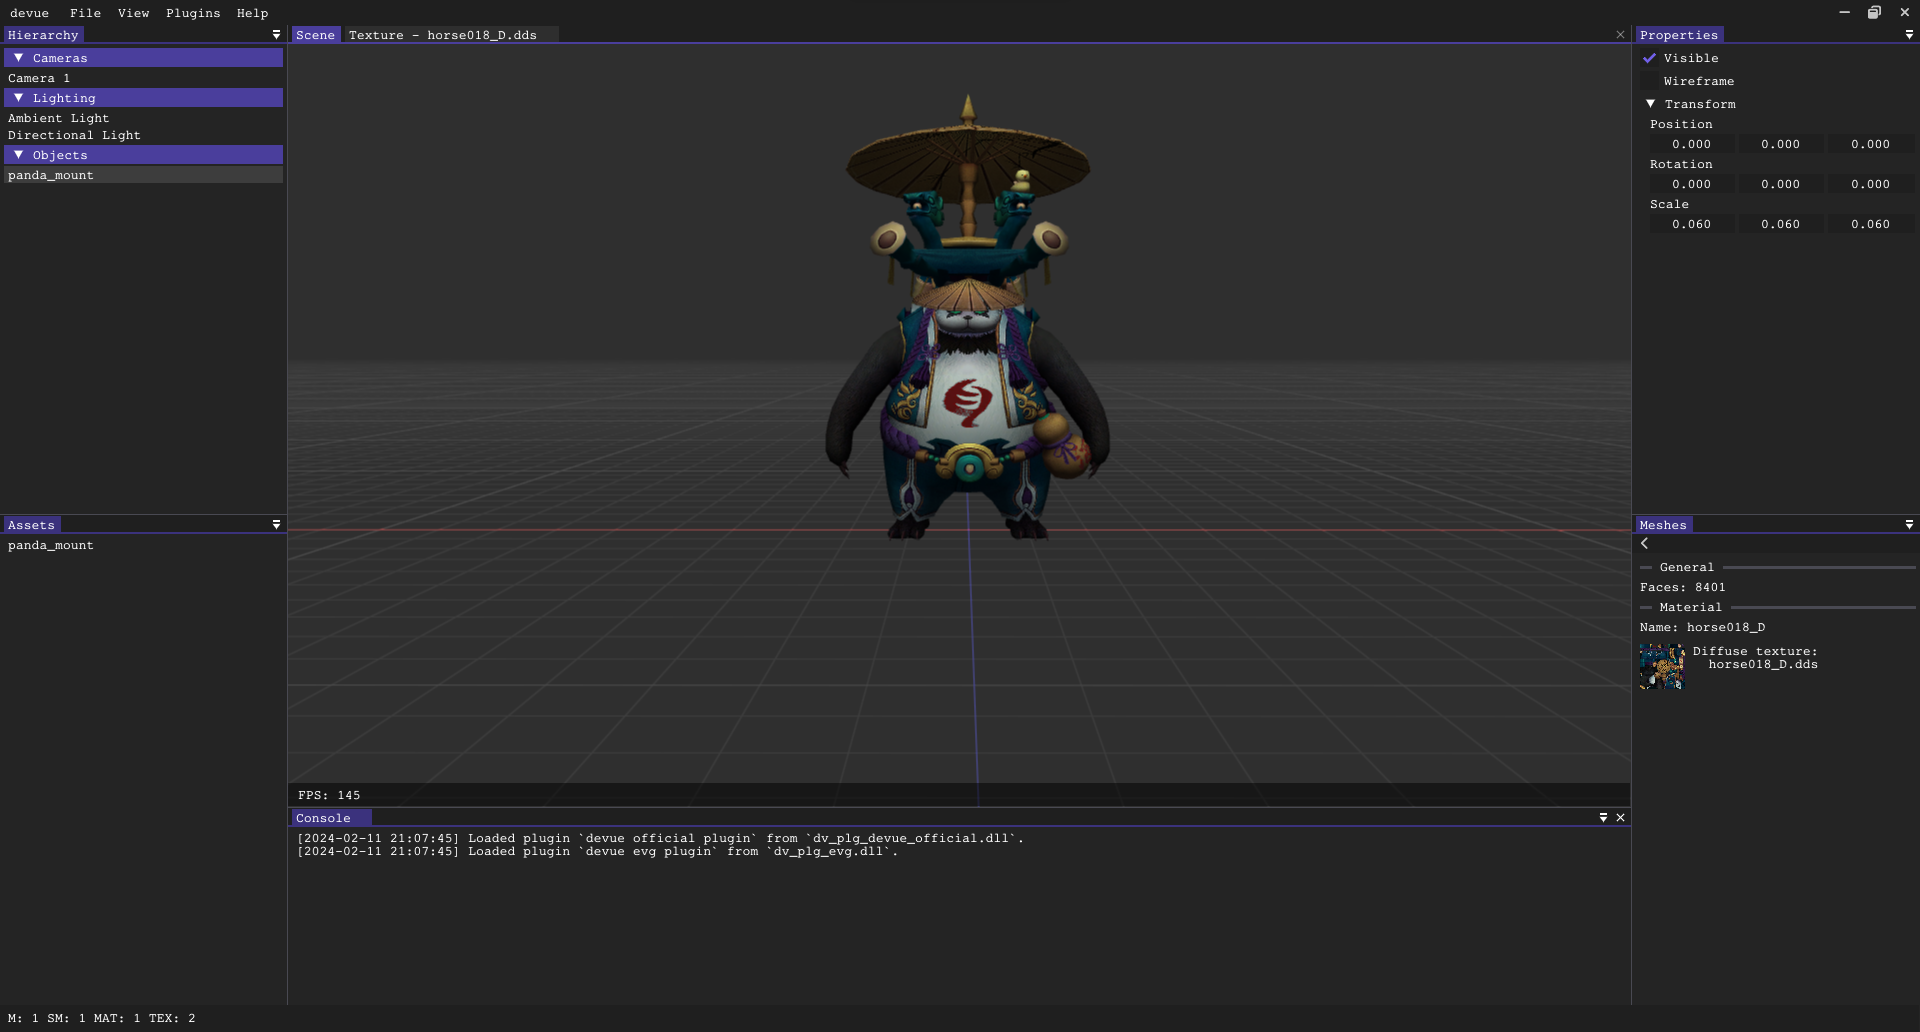 devue File View Plugins Help
Hierarchy
Cameras
Camera 1
Lighting
Ambient Light
Directional Light
Objects
panda_mount
Assets
panda_mount
Scene Texture - horse018_D.dds
FPS: 145
Console
[2024-02-11 21:07:45] Loaded plugin `devue official plugin` from `dv_plg_devue_official.dll`.
[2024-02-11 21:07:45] Loaded plugin `devue evg plugin` from `dv_plg_evg.dll`.
Properties
Visible
Wireframe
Transform
Position
0.000 0.000 0.000
Rotation
0.000 0.000 0.000
Scale
0.060 0.060 0.060
Meshes
General
Faces: 8401
Material
Name: horse018_D
Diffuse texture:
horse018_D.dds
M: 1 SM: 1 MAT: 1 TEX: 2